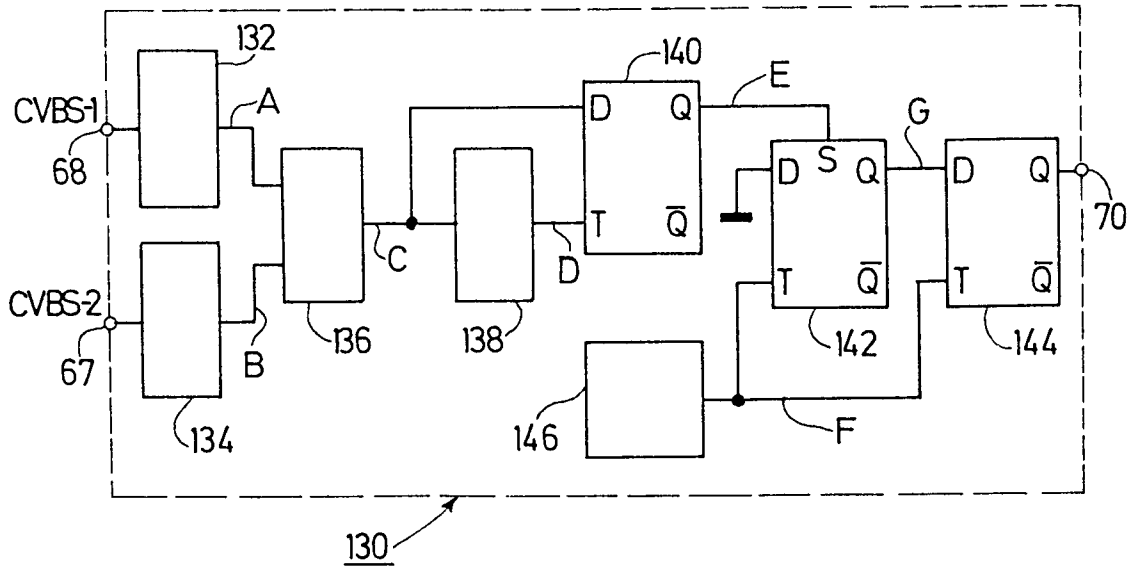 132
140
CVBS-1
A
E
G
68
D Q
S
D Q
D Q
70
C
D
T Q̅
CVBS-2
B
136
138
T Q̅
T Q̅
67
142
144
134
146
F
130